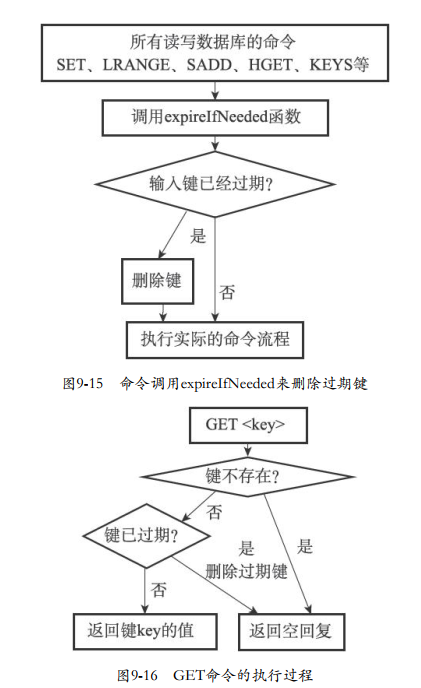 所有读写数据库的命令
SET、LRANGE、SADD、HGET、KEYS等
调用expireIfNeeded函数
输入键已经过期?
是
删除键
否
执行实际的命令流程
图9-15 命令调用expireIfNeeded来删除过期键
GET <key>
键不存在?
否
键已过期?
是
是
删除过期键
否
返回键key的值
返回空回复
图9-16 GET命令的执行过程